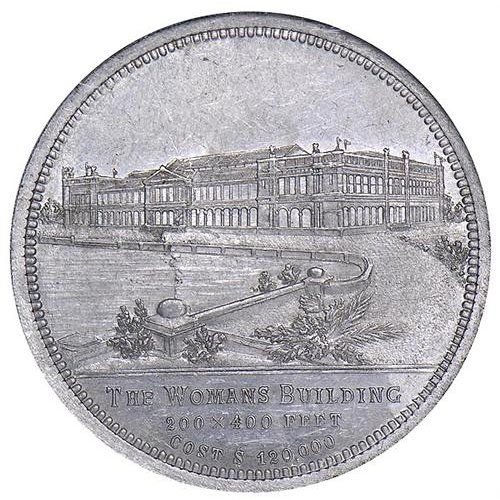 THE WOMANS BUILDING
200 × 400 FEET
COST $ 120,000